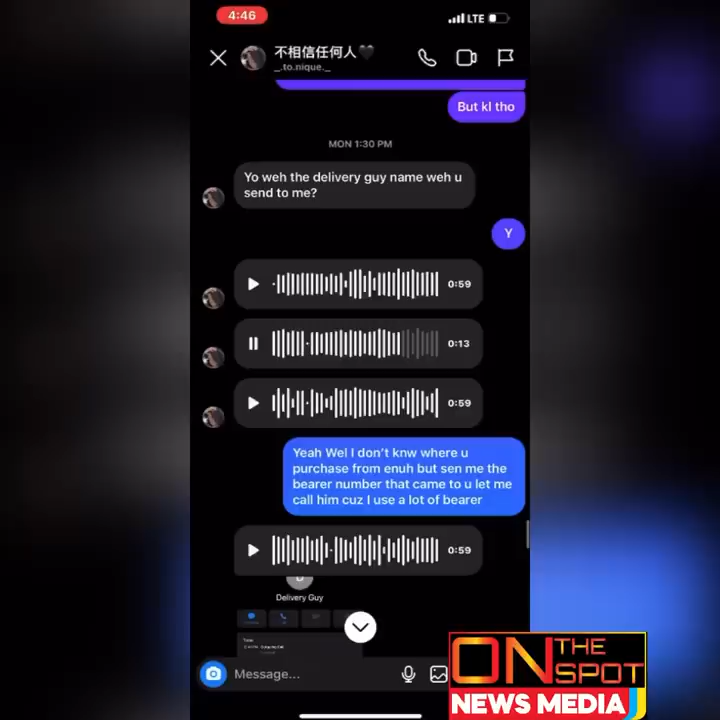 4:46
LTE
不相信任何人🖤
_.to.nique._
But kl tho
MON 1:30 PM
Yo weh the delivery guy name weh u
send to me?
Y
0:59
0:13
0:59
Yeah Wel I don't knw where u
purchase from enuh but sen me the
bearer number that came to u let me
call him cuz I use a lot of bearer
0:59
Delivery Guy
Message...
ON THE
SPOT
NEWS MEDIA